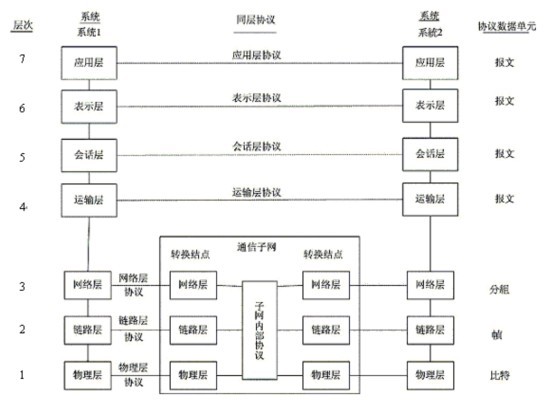 层次 系统 同层协议 系统 协议数据单元
系统1 系統2
7 应用层 应用层协议 应用层 报文
6 表示层 表示层协议 表示层 报文
5 会话层 会话层协议 会话层 报文
4 运输层 运输层协议 运输层 报文
通信子网
转换结点 转换结点
3 网络层 网络层协议 网络层 网络层 网络层 分组
2 链路层 链路层协议 链路层 链路层 链路层 帧
1 物理层 物理层协议 物理层 物理层 物理层 比特
子网内部协议